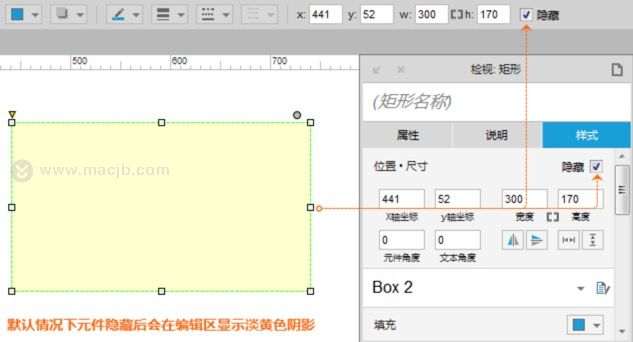 x: 441 y: 52 w: 300 h: 170 隐藏
500 600 700
检视: 矩形
(矩形名称)
属性 说明 样式
位置 • 尺寸 隐藏
441 52 300 170
X轴坐标 y轴坐标 宽度 高度
0 0
元件角度 文本角度
www.macjb.com
Box 2
填充
默认情况下元件隐藏后会在编辑区显示淡黄色阴影